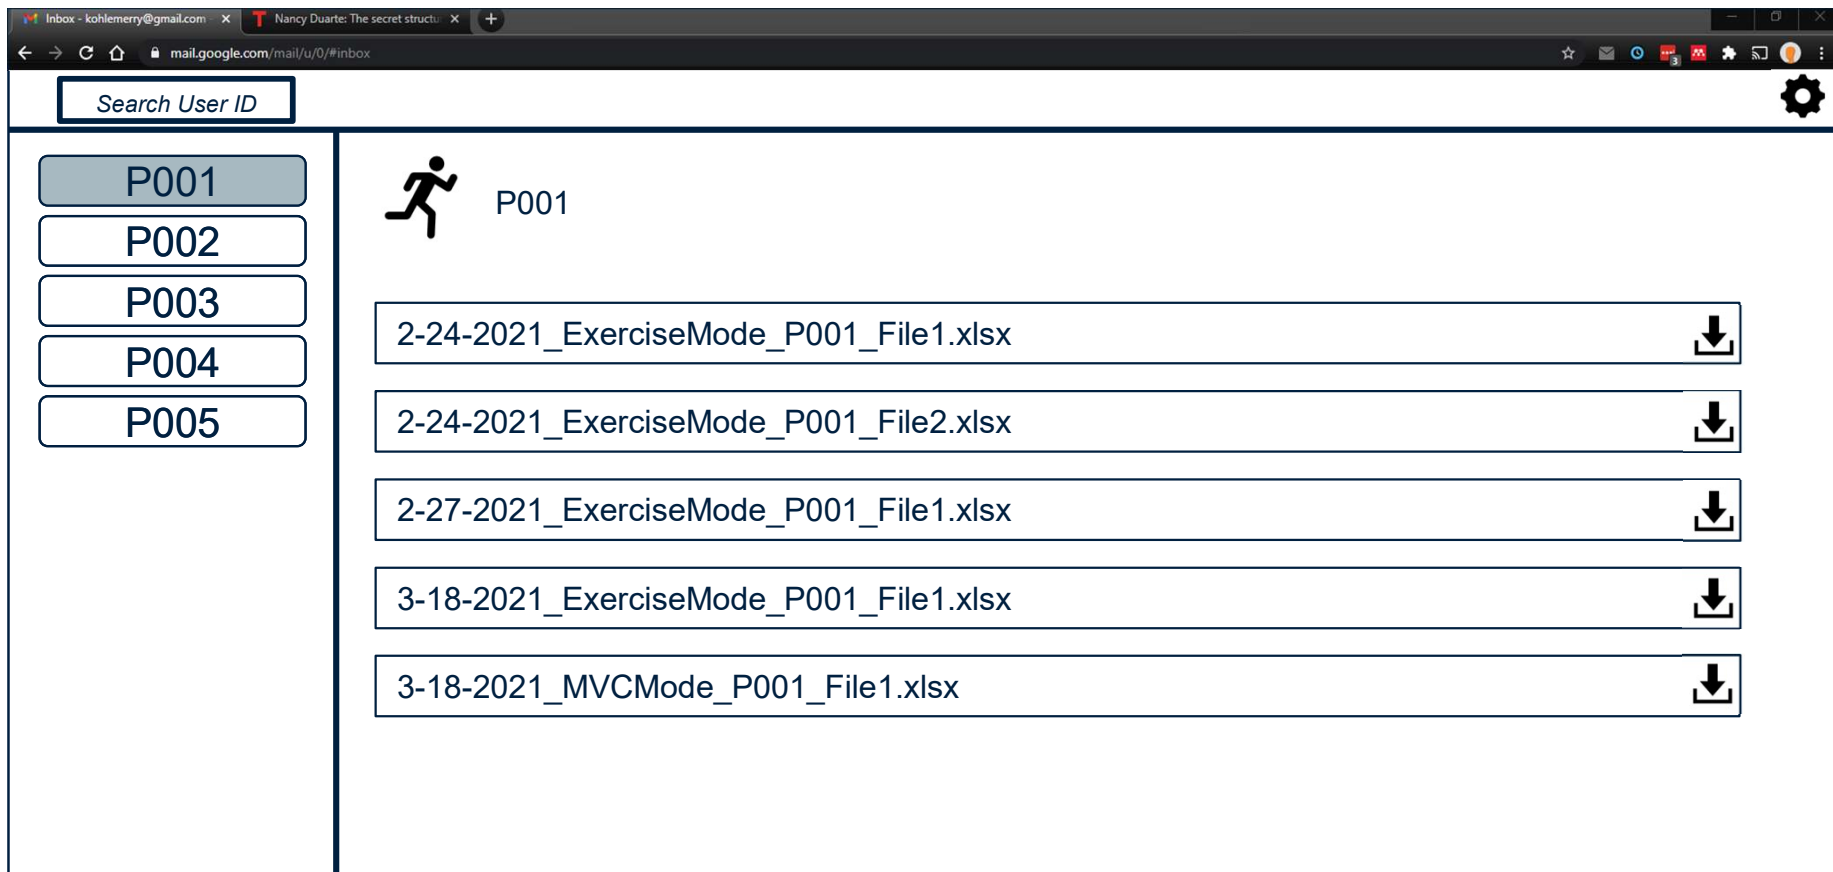 Inbox - kohlemerry@gmail.com -
Nancy Duarte: The secret structu
mail.google.com/mail/u/0/#inbox
3
Search User ID
P001
P002
P003
P004
P005
P001
2-24-2021_ExerciseMode_P001_File1.xlsx
2-24-2021_ExerciseMode_P001_File2.xlsx
2-27-2021_ExerciseMode_P001_File1.xlsx
3-18-2021_ExerciseMode_P001_File1.xlsx
3-18-2021_MVCMode_P001_File1.xlsx